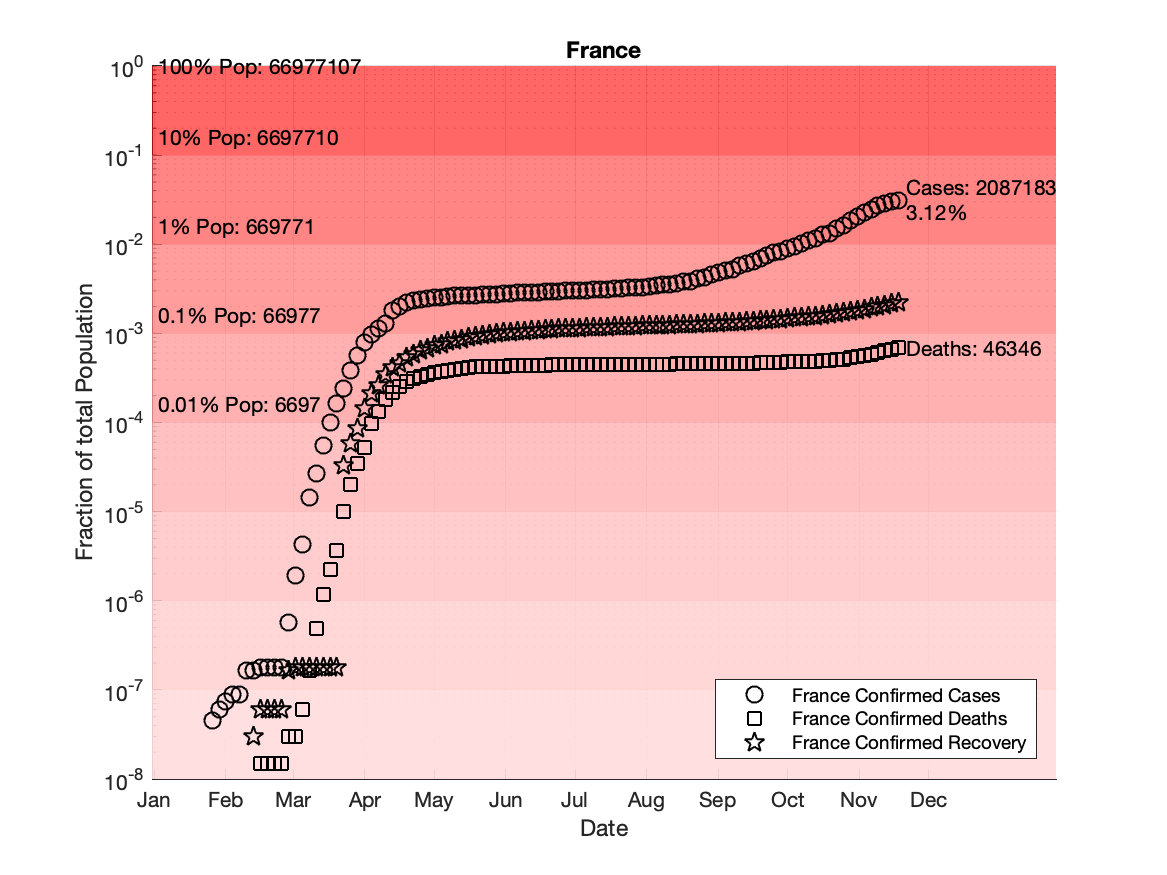 France
10^0
100% Pop: 66977107
10% Pop: 6697710
10^-1
Cases: 2087183
3.12%
1% Pop: 669771
10^-2
0.1% Pop: 66977
10^-3
Deaths: 46346
0.01% Pop: 6697
10^-4
10^-5
10^-6
10^-7
10^-8
Fraction of total Population
France Confirmed Cases
France Confirmed Deaths
France Confirmed Recovery
Jan Feb Mar Apr May Jun Jul Aug Sep Oct Nov Dec
Date